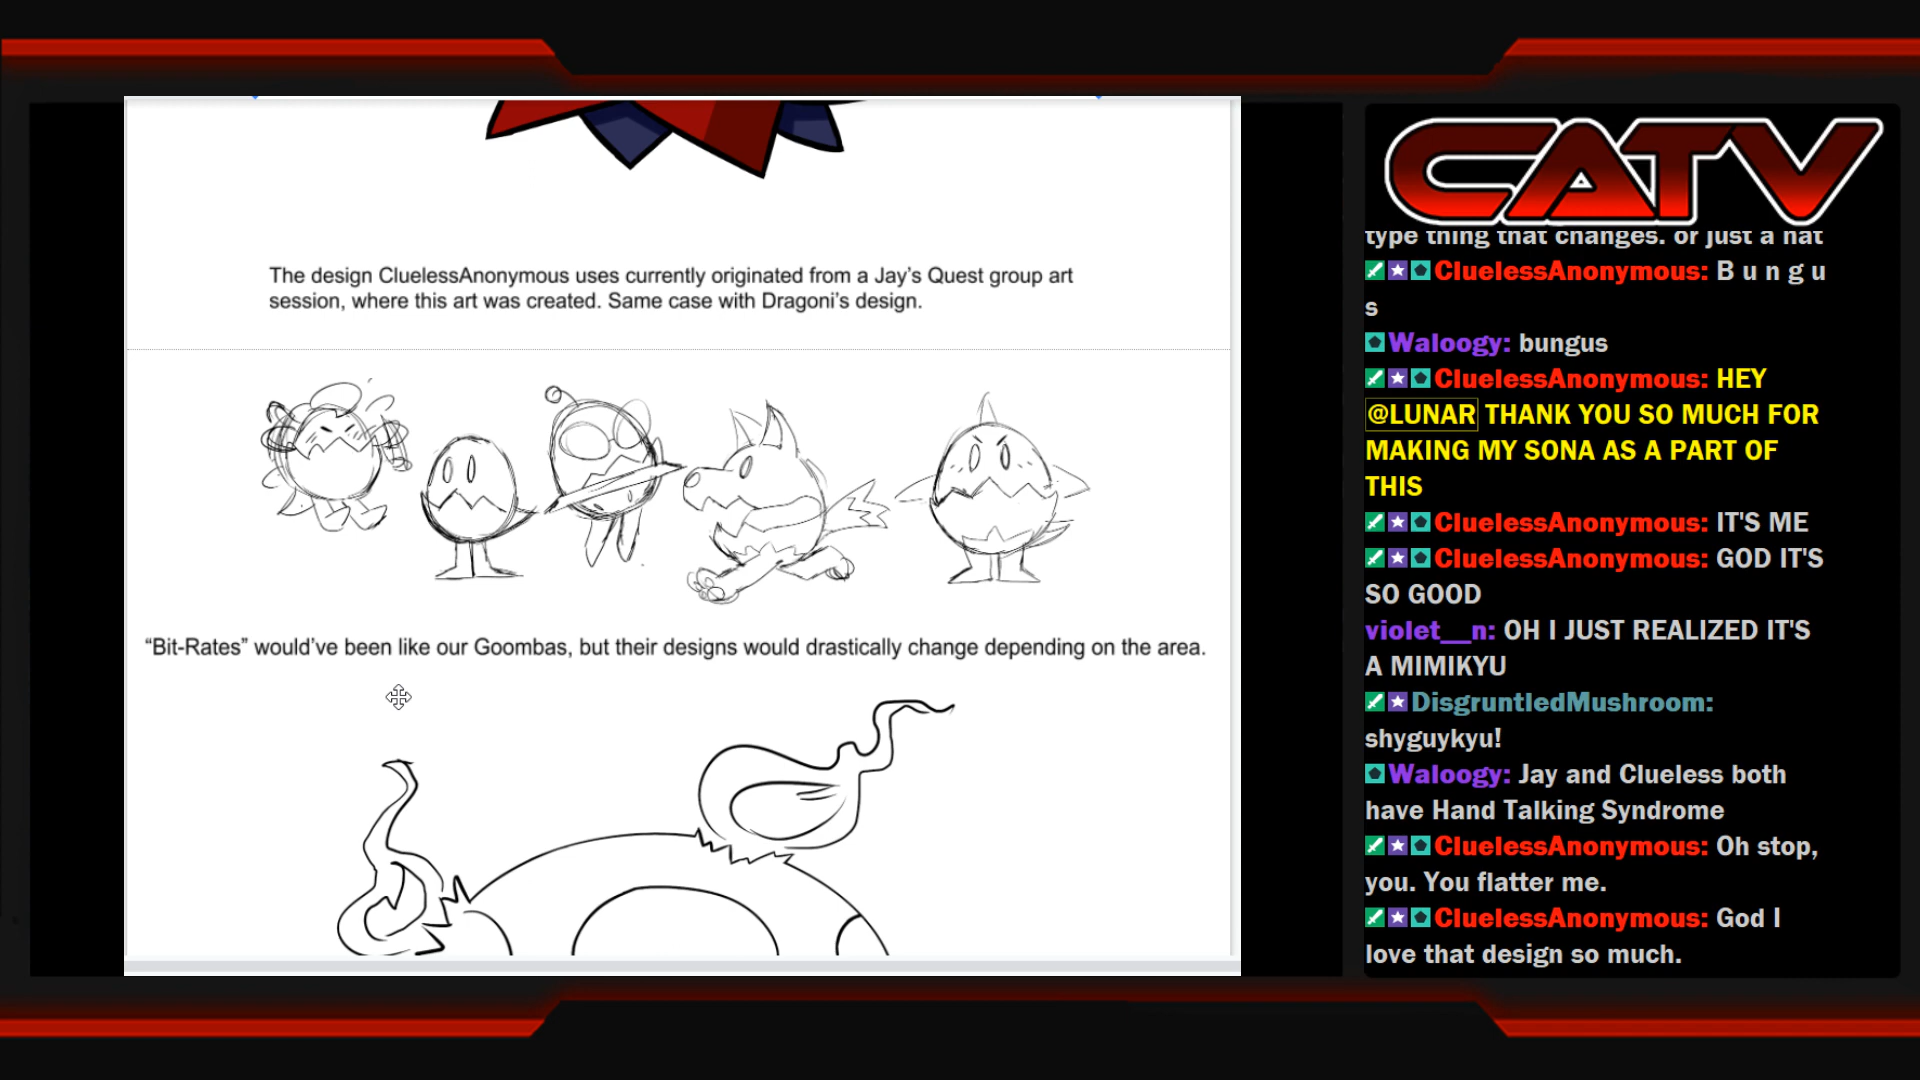 CATV
The design CluelessAnonymous uses currently originated from a Jay’s Quest group art
session, where this art was created. Same case with Dragoni’s design.
“Bit-Rates” would’ve been like our Goombas, but their designs would drastically change depending on the area.
type thing that changes. or just a hat
CluelessAnonymous: B u n g u
s
Waloogy: bungus
CluelessAnonymous: HEY
@LUNAR THANK YOU SO MUCH FOR
MAKING MY SONA AS A PART OF
THIS
CluelessAnonymous: IT'S ME
CluelessAnonymous: GOD IT'S
SO GOOD
violet__n: OH I JUST REALIZED IT'S
A MIMIKYU
DisgruntledMushroom:
shyguykyu!
Waloogy: Jay and Clueless both
have Hand Talking Syndrome
CluelessAnonymous: Oh stop,
you. You flatter me.
CluelessAnonymous: God I
love that design so much.